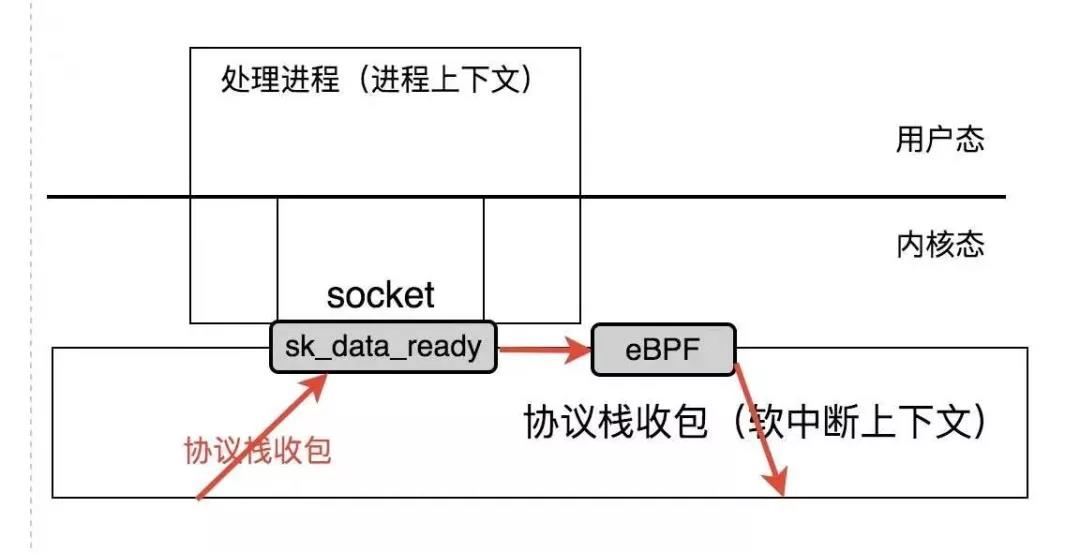 处理进程（进程上下文）
用户态
内核态
socket
sk_data_ready
eBPF
协议栈收包（软中断上下文）
协议栈收包